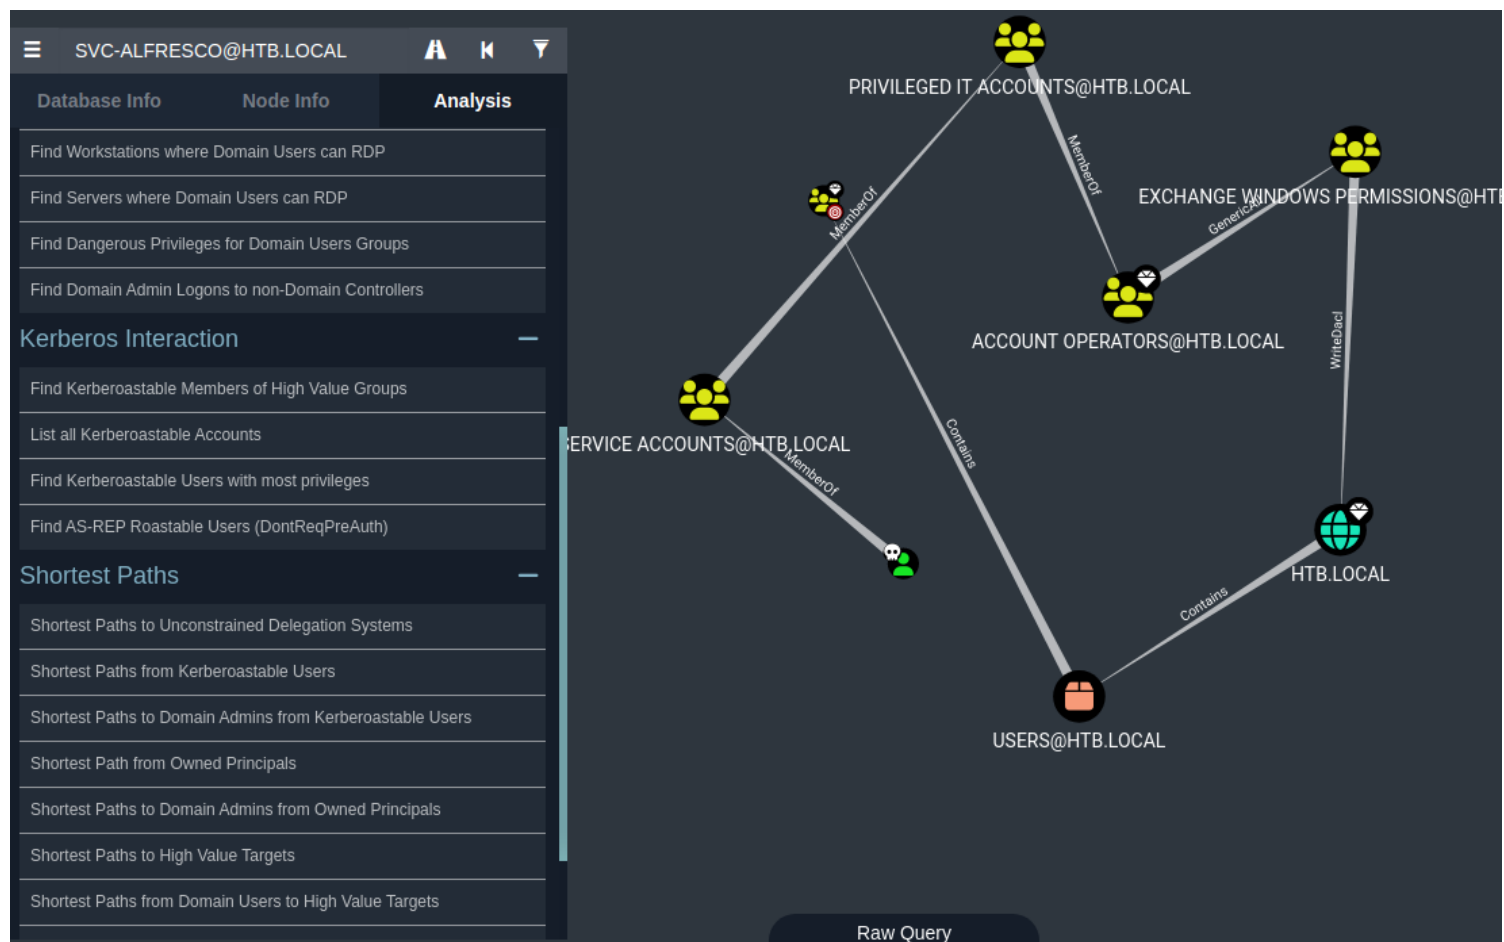 SVC-ALFRESCO@HTB.LOCAL
Database Info
Node Info
Analysis
Find Workstations where Domain Users can RDP
Find Servers where Domain Users can RDP
Find Dangerous Privileges for Domain Users Groups
Find Domain Admin Logons to non-Domain Controllers
Kerberos Interaction
Find Kerberoastable Members of High Value Groups
List all Kerberoastable Accounts
Find Kerberoastable Users with most privileges
Find AS-REP Roastable Users (DontReqPreAuth)
Shortest Paths
Shortest Paths to Unconstrained Delegation Systems
Shortest Paths from Kerberoastable Users
Shortest Paths to Domain Admins from Kerberoastable Users
Shortest Path from Owned Principals
Shortest Paths to Domain Admins from Owned Principals
Shortest Paths to High Value Targets
Shortest Paths from Domain Users to High Value Targets
PRIVILEGED IT ACCOUNTS@HTB.LOCAL
MemberOf
MemberOf
EXCHANGE WINDOWS PERMISSIONS@HTB
GenericAll
ACCOUNT OPERATORS@HTB.LOCAL
WriteDacl
SERVICE ACCOUNTS@HTB.LOCAL
MemberOf
Contains
HTB.LOCAL
Contains
USERS@HTB.LOCAL
Raw Query